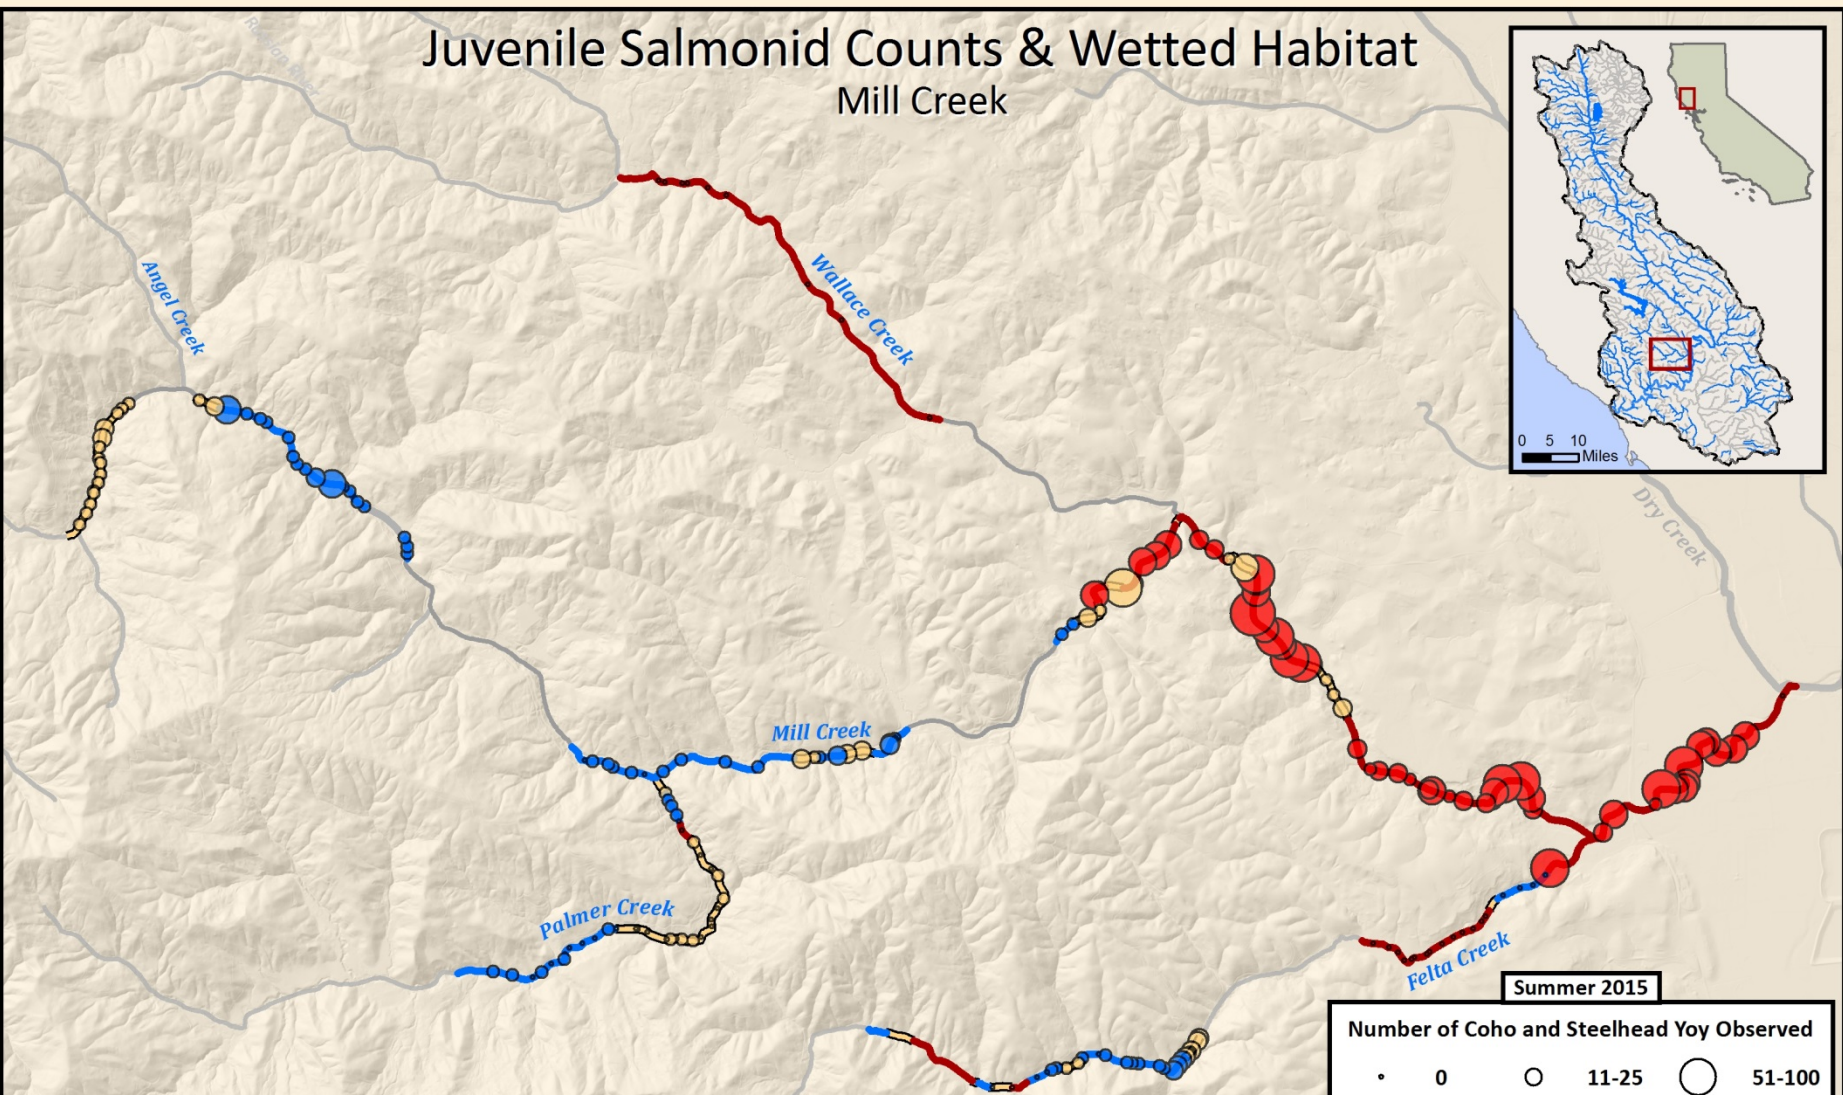 Juvenile Salmonid Counts & Wetted Habitat
Mill Creek
Angel Creek
Wallace Creek
0 5 10
Miles
Dry Creek
Mill Creek
Palmer Creek
Felta Creek
Summer 2015
Number of Coho and Steelhead Yoy Observed
0 11-25 51-100